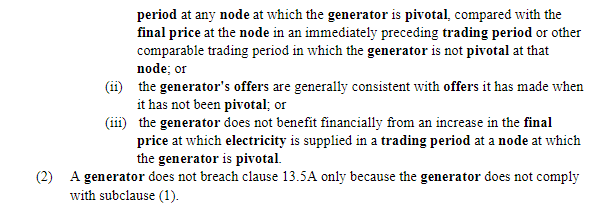 period at any node at which the generator is pivotal, compared with the
final price at the node in an immediately preceding trading period or other
comparable trading period in which the generator is not pivotal at that
node; or
(ii) the generator's offers are generally consistent with offers it has made when
it has not been pivotal; or
(iii) the generator does not benefit financially from an increase in the final
price at which electricity is supplied in a trading period at a node at which
the generator is pivotal.
(2) A generator does not breach clause 13.5A only because the generator does not comply
with subclause (1).